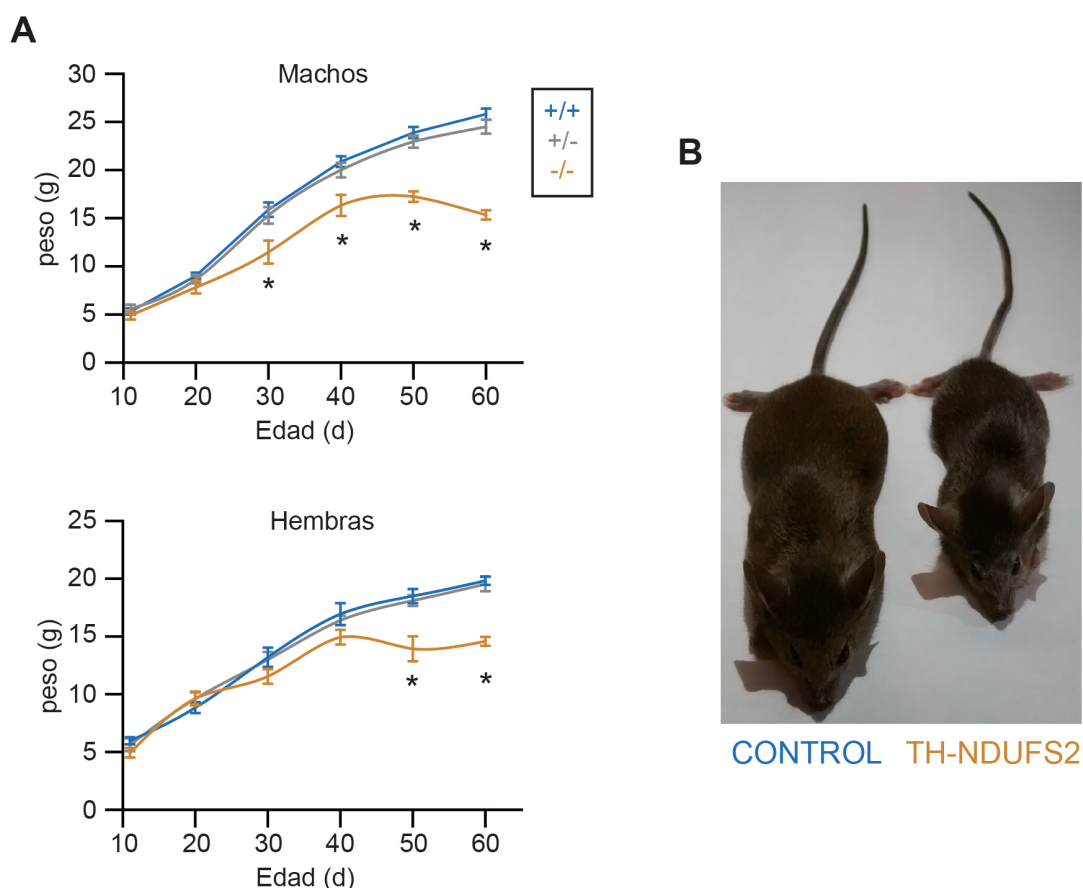 A
Machos
30
25
20
15
10
5
0
peso (g)
* * * *
10 20 30 40 50 60
Edad (d)
+/+
+/-
-/-
Hembras
25
20
15
10
5
0
peso (g)
* *
10 20 30 40 50 60
Edad (d)
B
CONTROL TH-NDUFS2